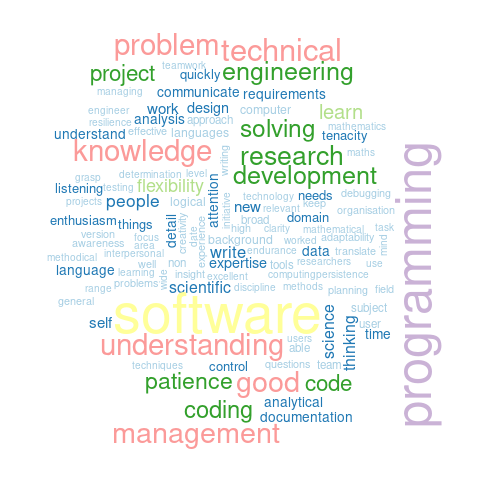 problem technical
teamwork
project quickly engineering
managing communicate requirements
engineer work design computer learn
resilience analysis approach
understand effective languages solving mathematics
tenacity
knowledge research maths
writing
grasp determination level development
listening testing flexibility attention technology needs debugging
projects people logical initiative new relevant keep organisation
enthusiasm things detail creativity date experience broad domain
high clarity mathematical task
version focus background worked adaptability
awareness area write endurance data translate mind
methodical interpersonal
well non expertise tools researchers use
language learning wide insight excellent computing persistence
range problems scientific discipline methods planning field
general
software subject
self science thinking user
time
understanding users
able
techniques control questions team
patience good code
coding analytical
documentation
management
programming